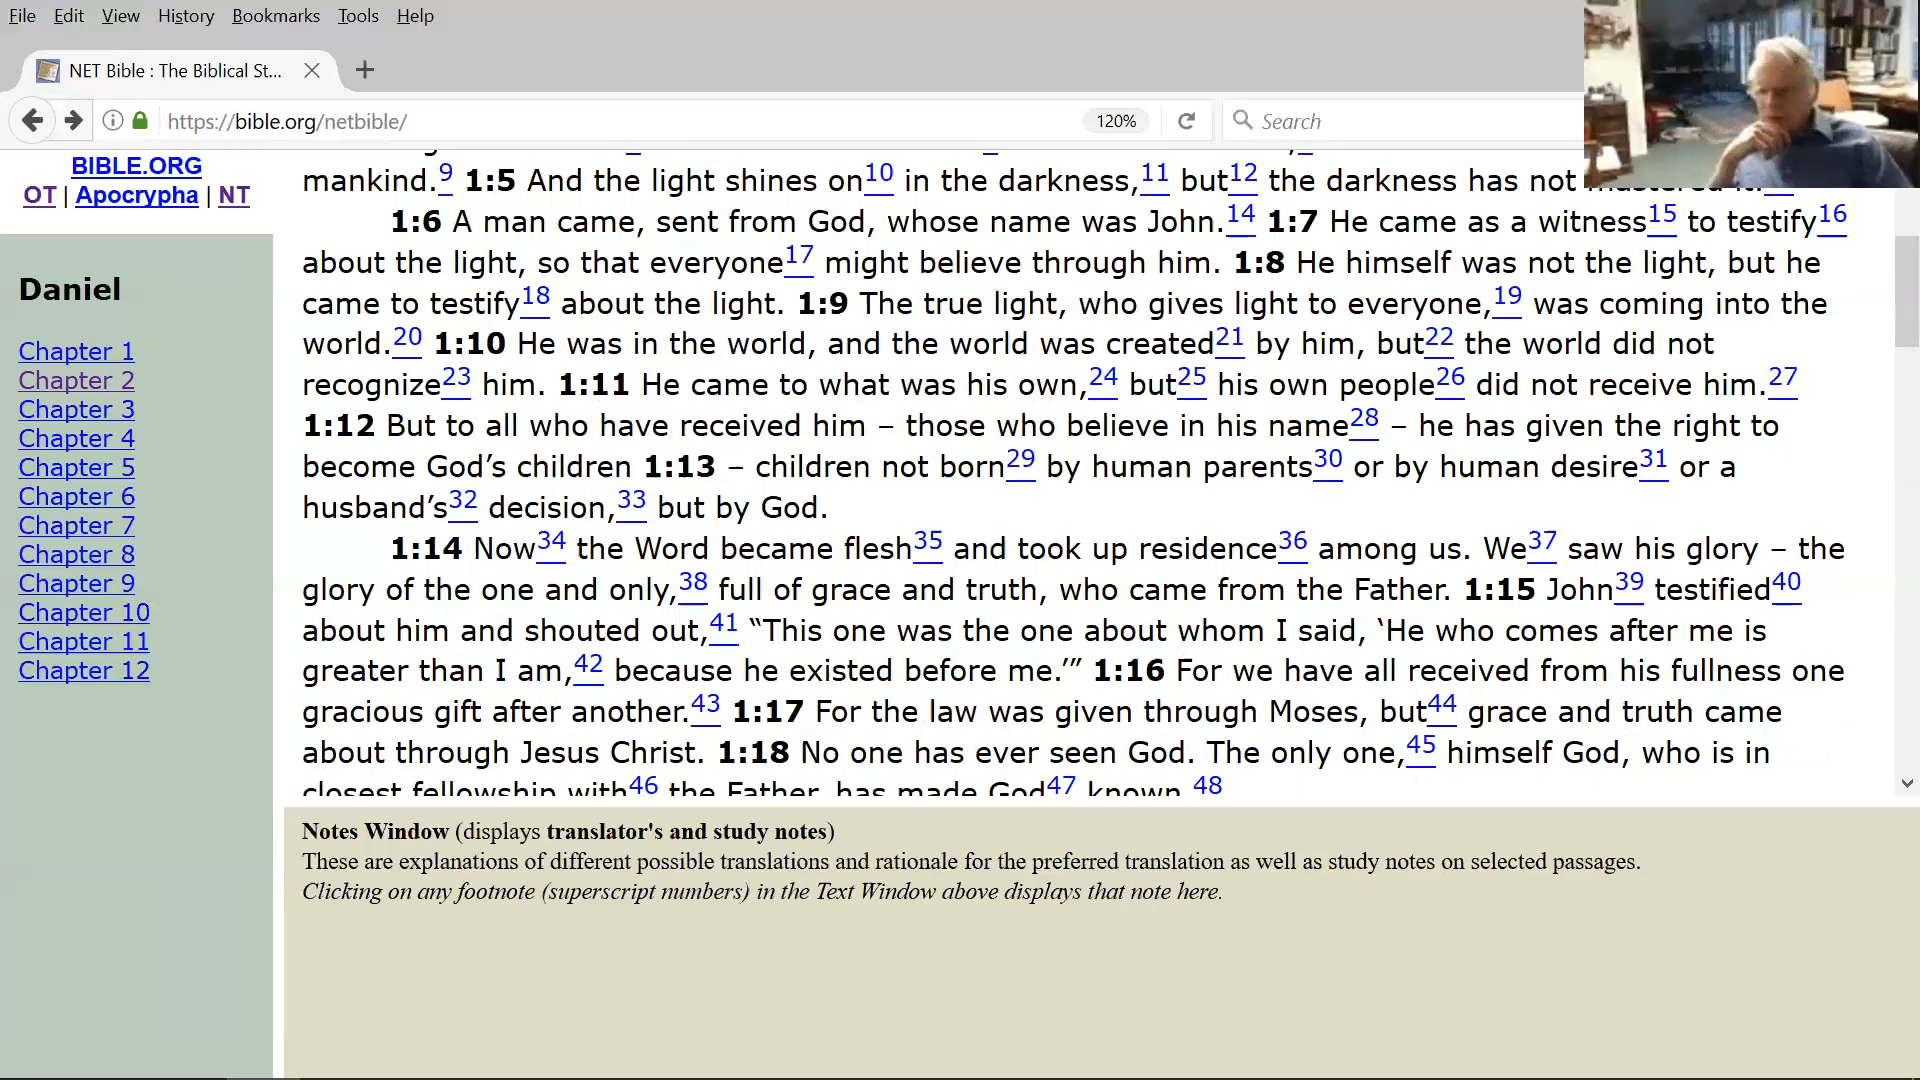 File Edit View History Bookmarks Tools Help
NET Bible : The Biblical St...
https://bible.org/netbible/
120%
Search
BIBLE.ORG
OT | Apocrypha | NT
Daniel
Chapter 1
Chapter 2
Chapter 3
Chapter 4
Chapter 5
Chapter 6
Chapter 7
Chapter 8
Chapter 9
Chapter 10
Chapter 11
Chapter 12
mankind.9 1:5 And the light shines on10 in the darkness,11 but12 the darkness has not
1:6 A man came, sent from God, whose name was John.14 1:7 He came as a witness15 to testify16
about the light, so that everyone17 might believe through him. 1:8 He himself was not the light, but he
came to testify18 about the light. 1:9 The true light, who gives light to everyone,19 was coming into the
world.20 1:10 He was in the world, and the world was created21 by him, but22 the world did not
recognize23 him. 1:11 He came to what was his own,24 but25 his own people26 did not receive him.27
1:12 But to all who have received him – those who believe in his name28 – he has given the right to
become God’s children 1:13 – children not born29 by human parents30 or by human desire31 or a
husband’s32 decision,33 but by God.
1:14 Now34 the Word became flesh35 and took up residence36 among us. We37 saw his glory – the
glory of the one and only,38 full of grace and truth, who came from the Father. 1:15 John39 testified40
about him and shouted out,41 “This one was the one about whom I said, ‘He who comes after me is
greater than I am,42 because he existed before me.’” 1:16 For we have all received from his fullness one
gracious gift after another.43 1:17 For the law was given through Moses, but44 grace and truth came
about through Jesus Christ. 1:18 No one has ever seen God. The only one,45 himself God, who is in
closest fellowship with46 the Father, has made God47 known.48
Notes Window (displays translator's and study notes)
These are explanations of different possible translations and rationale for the preferred translation as well as study notes on selected passages.
Clicking on any footnote (superscript numbers) in the Text Window above displays that note here.